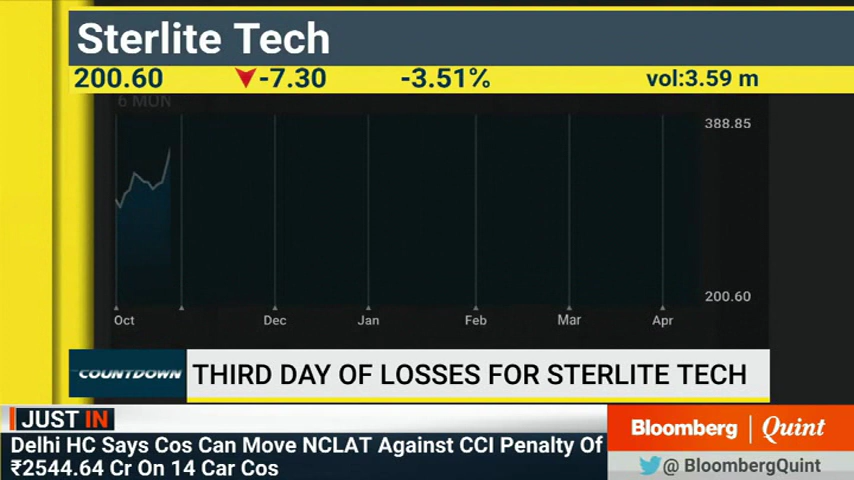 Sterlite Tech
200.60 -7.30 -3.51% vol:3.59 m
388.85
200.60
Oct Dec Jan Feb Mar Apr
COUNTDOWN THIRD DAY OF LOSSES FOR STERLITE TECH
JUST IN
Delhi HC Says Cos Can Move NCLAT Against CCI Penalty Of
₹2544.64 Cr On 14 Car Cos
Bloomberg | Quint
@ BloombergQuint